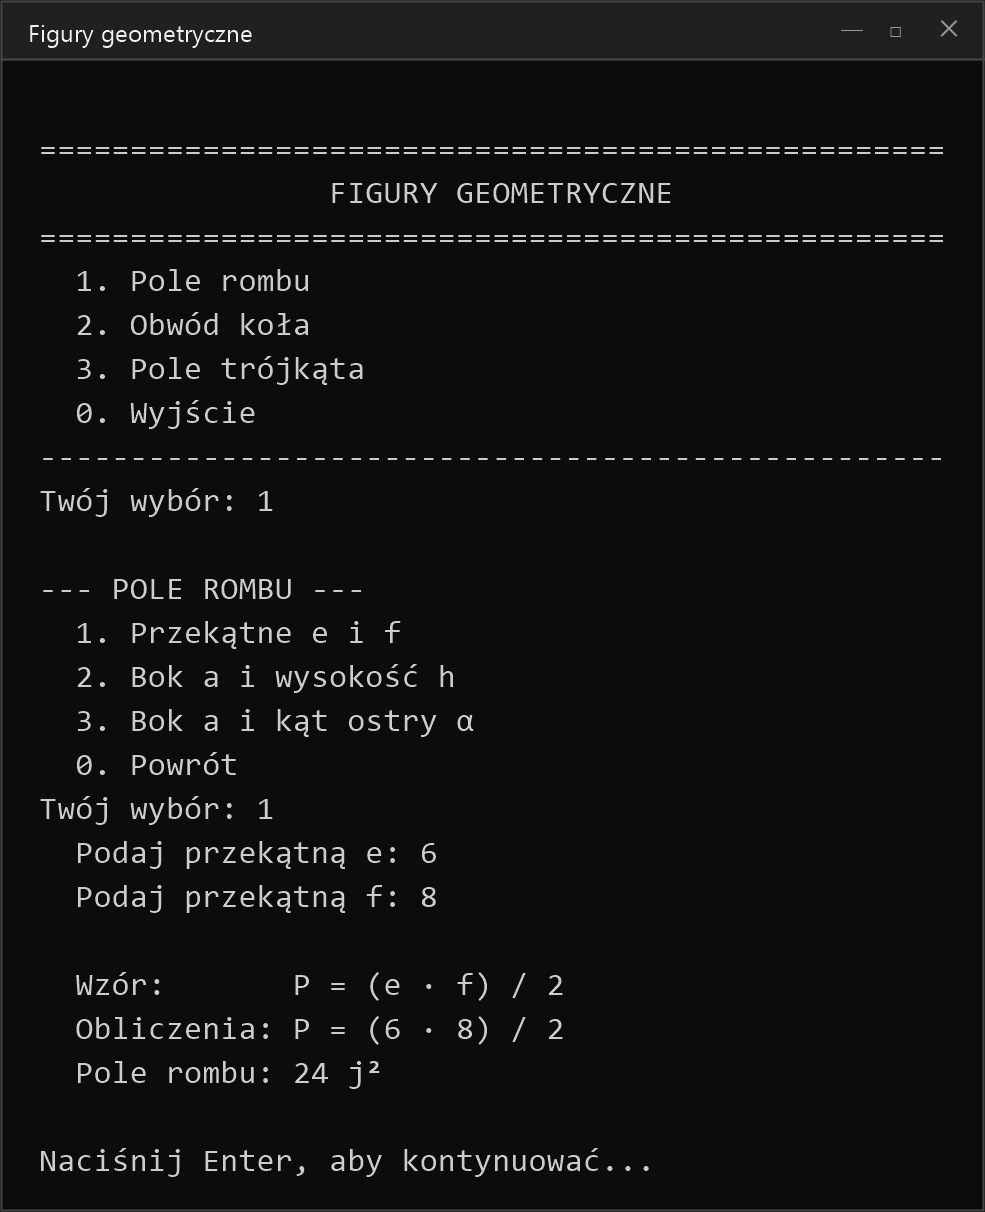 Figury geometryczne
==================================================
FIGURY GEOMETRYCZNE
==================================================
1. Pole rombu
2. Obwód koła
3. Pole trójkąta
0. Wyjście
--------------------------------------------------
Twój wybór: 1
--- POLE ROMBU ---
1. Przekątne e i f
2. Bok a i wysokość h
3. Bok a i kąt ostry α
0. Powrót
Twój wybór: 1
Podaj przekątną e: 6
Podaj przekątną f: 8
Wzór: P = (e · f) / 2
Obliczenia: P = (6 · 8) / 2
Pole rombu: 24 j²
Naciśnij Enter, aby kontynuować...